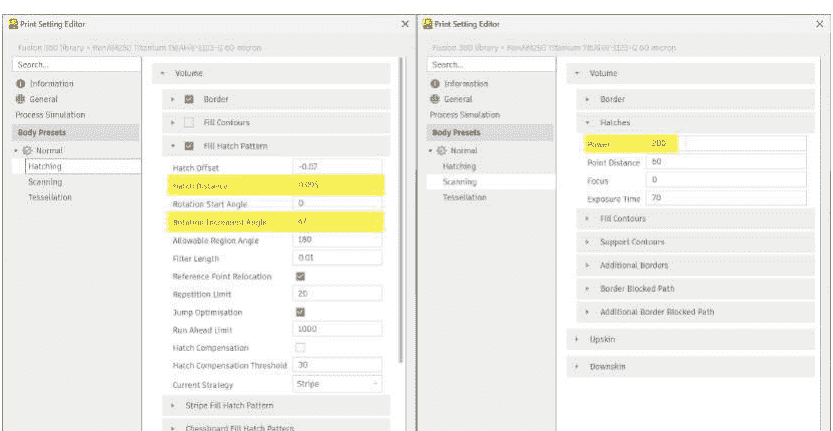 Print Setting Editor
Search...
Information
General
Process Simulation
Body Presets
Normal
Hatching
Scanning
Tessellation
Volume
Border
Fill Contours
Fill Hatch Pattern
Hatch Offset -0.07
Hatch Distance
Rotation Start Angle 0
Rotation Increment Angle 67
Allowable Region Angle 180
Filter Length 0.01
Reference Point Relocation
Repetition Limit 20
Jump Optimisation
Run Ahead Limit 1000
Hatch Compensation
Hatch Compensation Threshold 30
Current Strategy Stripe
Stripe Fill Hatch Pattern
Chessboard Fill Hatch Pattern
Print Setting Editor
Search...
Information
General
Process Simulation
Body Presets
Normal
Hatching
Scanning
Tessellation
Volume
Border
Hatches
Power 200
Point Distance 60
Focus 0
Exposure Time 70
Fill Contours
Support Contours
Additional Borders
Border Blocked Path
Additional Border Blocked Path
Upskin
Downskin